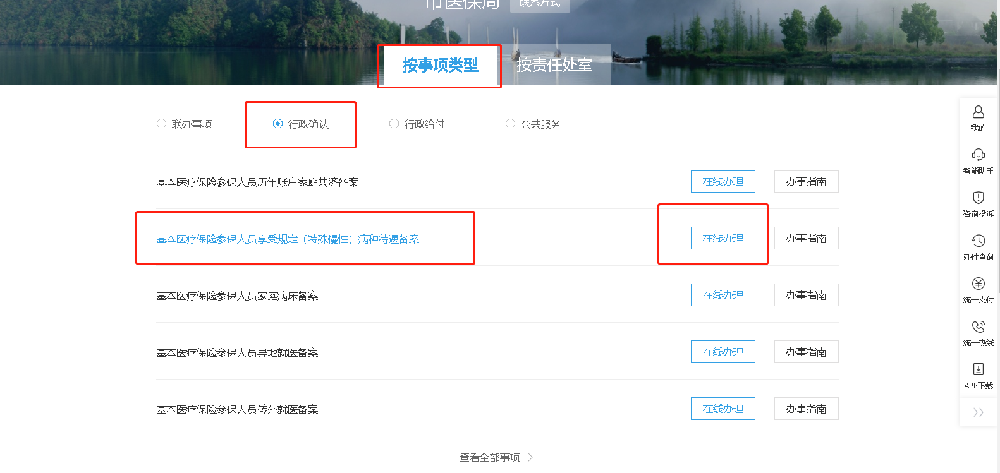 市医保局 联系方式
按事项类型 按责任处室
联办事项 行政确认 行政给付 公共服务
基本医疗保险参保人员历年账户家庭共济备案 在线办理 办事指南
基本医疗保险参保人员享受规定（特殊慢性）病种待遇备案 在线办理 办事指南
基本医疗保险参保人员家庭病床备案 在线办理 办事指南
基本医疗保险参保人员异地就医备案 在线办理 办事指南
基本医疗保险参保人员转外就医备案 在线办理 办事指南
查看全部事项
我的
智能助手
咨询投诉
办件查询
统一支付
统一热线
APP下载